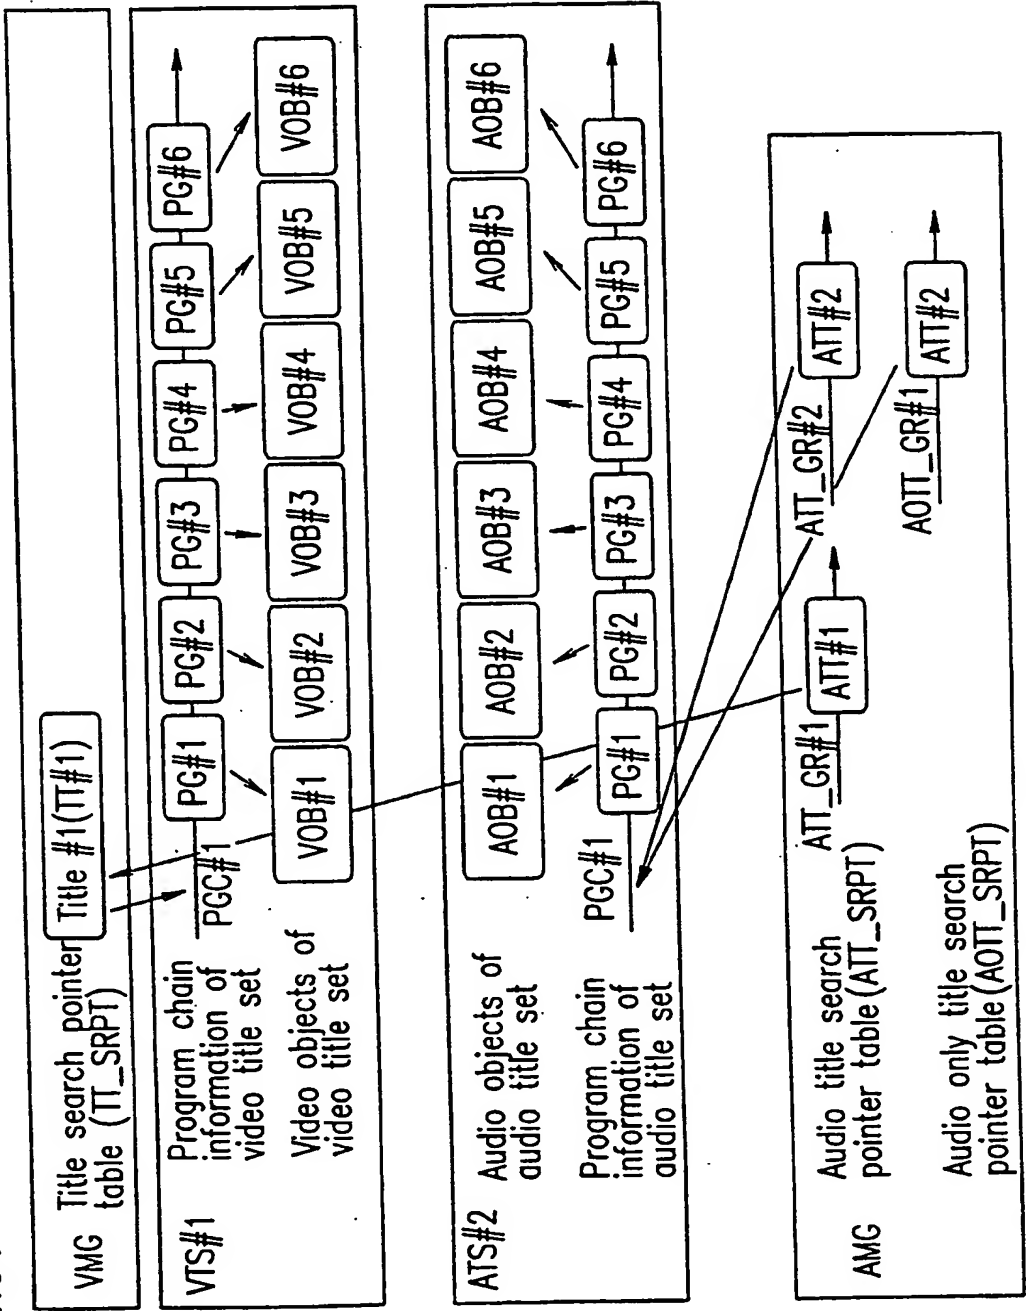 VMG
Title search pointer
table (TT_SRPT)
Title #1(TT#1)
VTS#1
Program chain
information of
video title set
PGC#1
PG#1
PG#2
PG#3
PG#4
PG#5
PG#6
Video objects of
video title set
VOB#1
VOB#2
VOB#3
VOB#4
VOB#5
VOB#6
ATS#2
Audio objects of
audio title set
AOB#1
AOB#2
AOB#3
AOB#4
AOB#5
AOB#6
Program chain
information of
audio title set
PGC#1
PG#1
PG#2
PG#3
PG#4
PG#5
PG#6
AMG
Audio title search
pointer table(ATT_SRPT)
ATT_GR#1
ATT#1
ATT_GR#2
ATT#2
Audio only title search
pointer table(AOTT_SRPT)
AOTT_GR#1
ATT#2